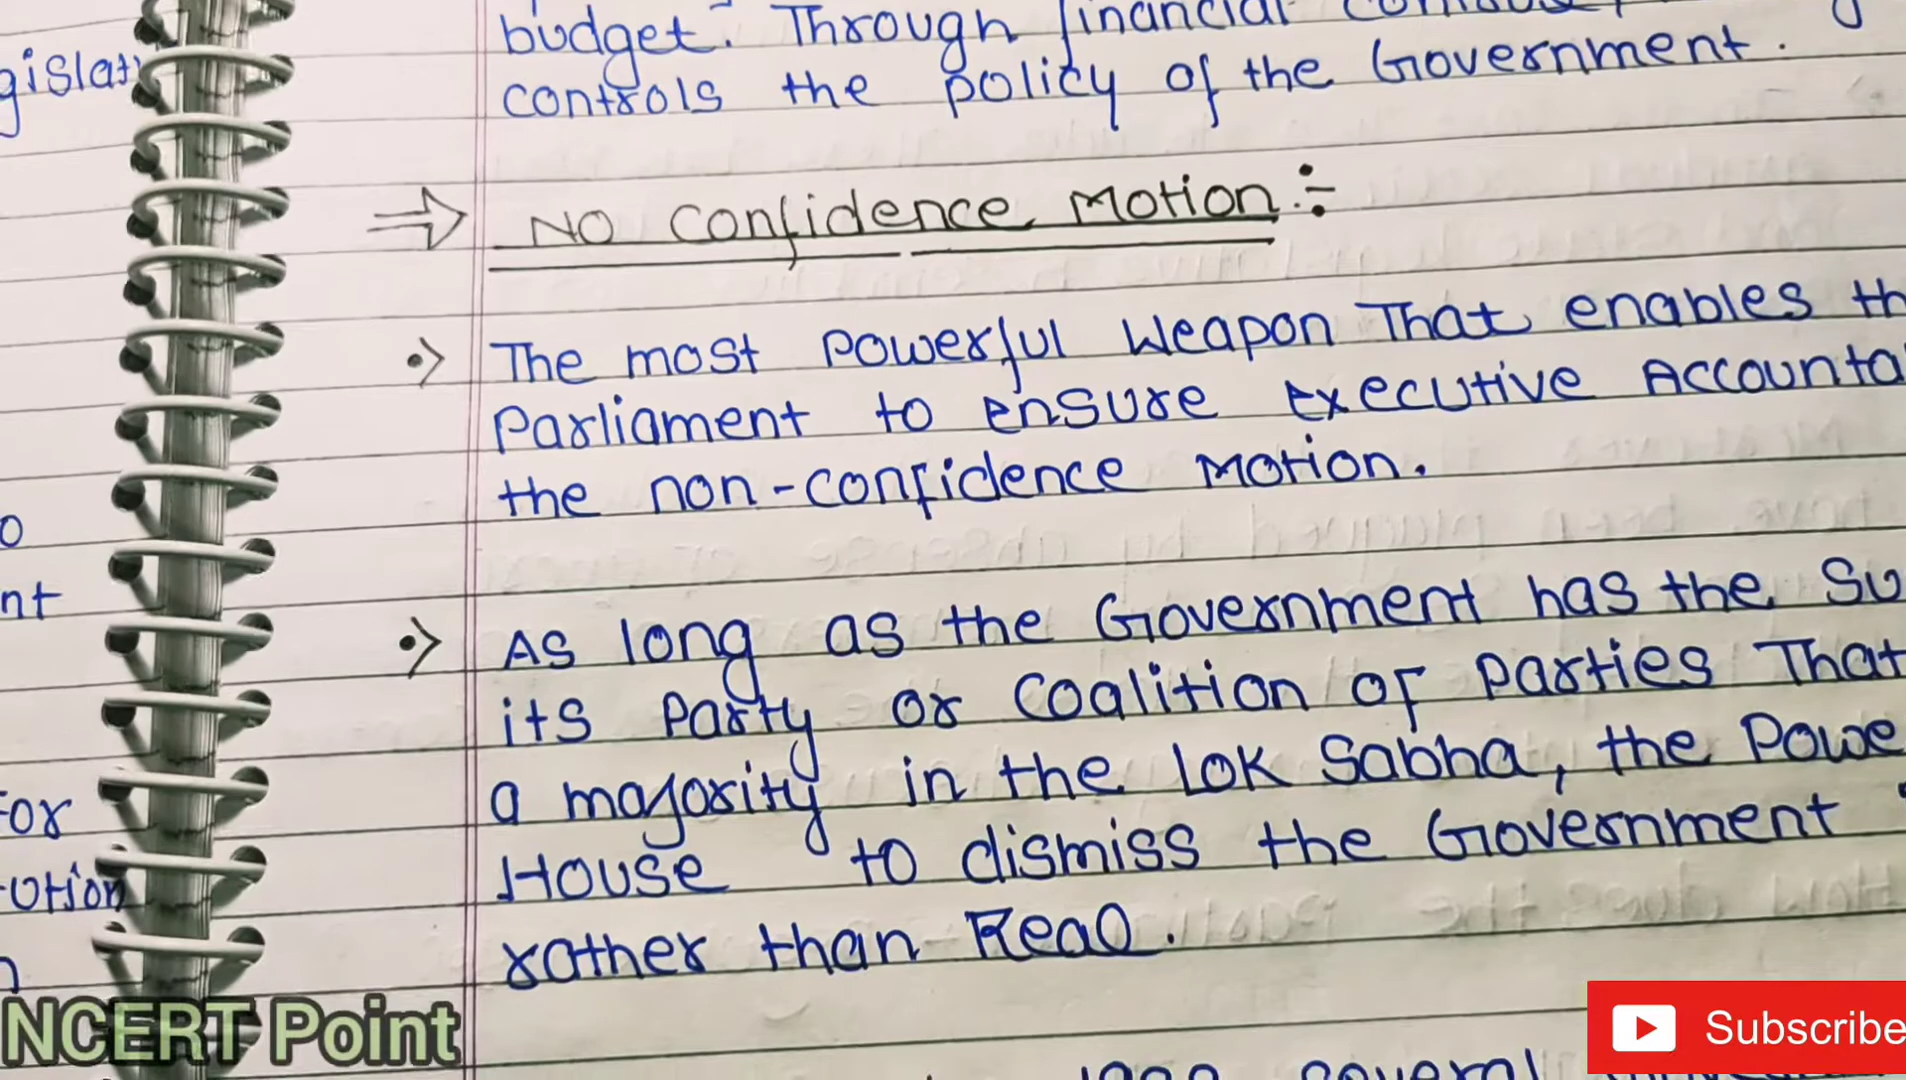 gislat
o
nt
For
ution
budget". Through financial
controls the policy of the Government.
⇒ NO Confidence Motion :÷
•> The most Powerful Weapon That enables th
Parliament to ensure executive Accounta
the non-confidence Motion.
•> As long as the Government has the Su
its Party or Coalition of Parties That
a majority in the Lok Sabha, the Powe
House to dismiss the Government
rather than Real.
several
NCERT Point
Subscribe